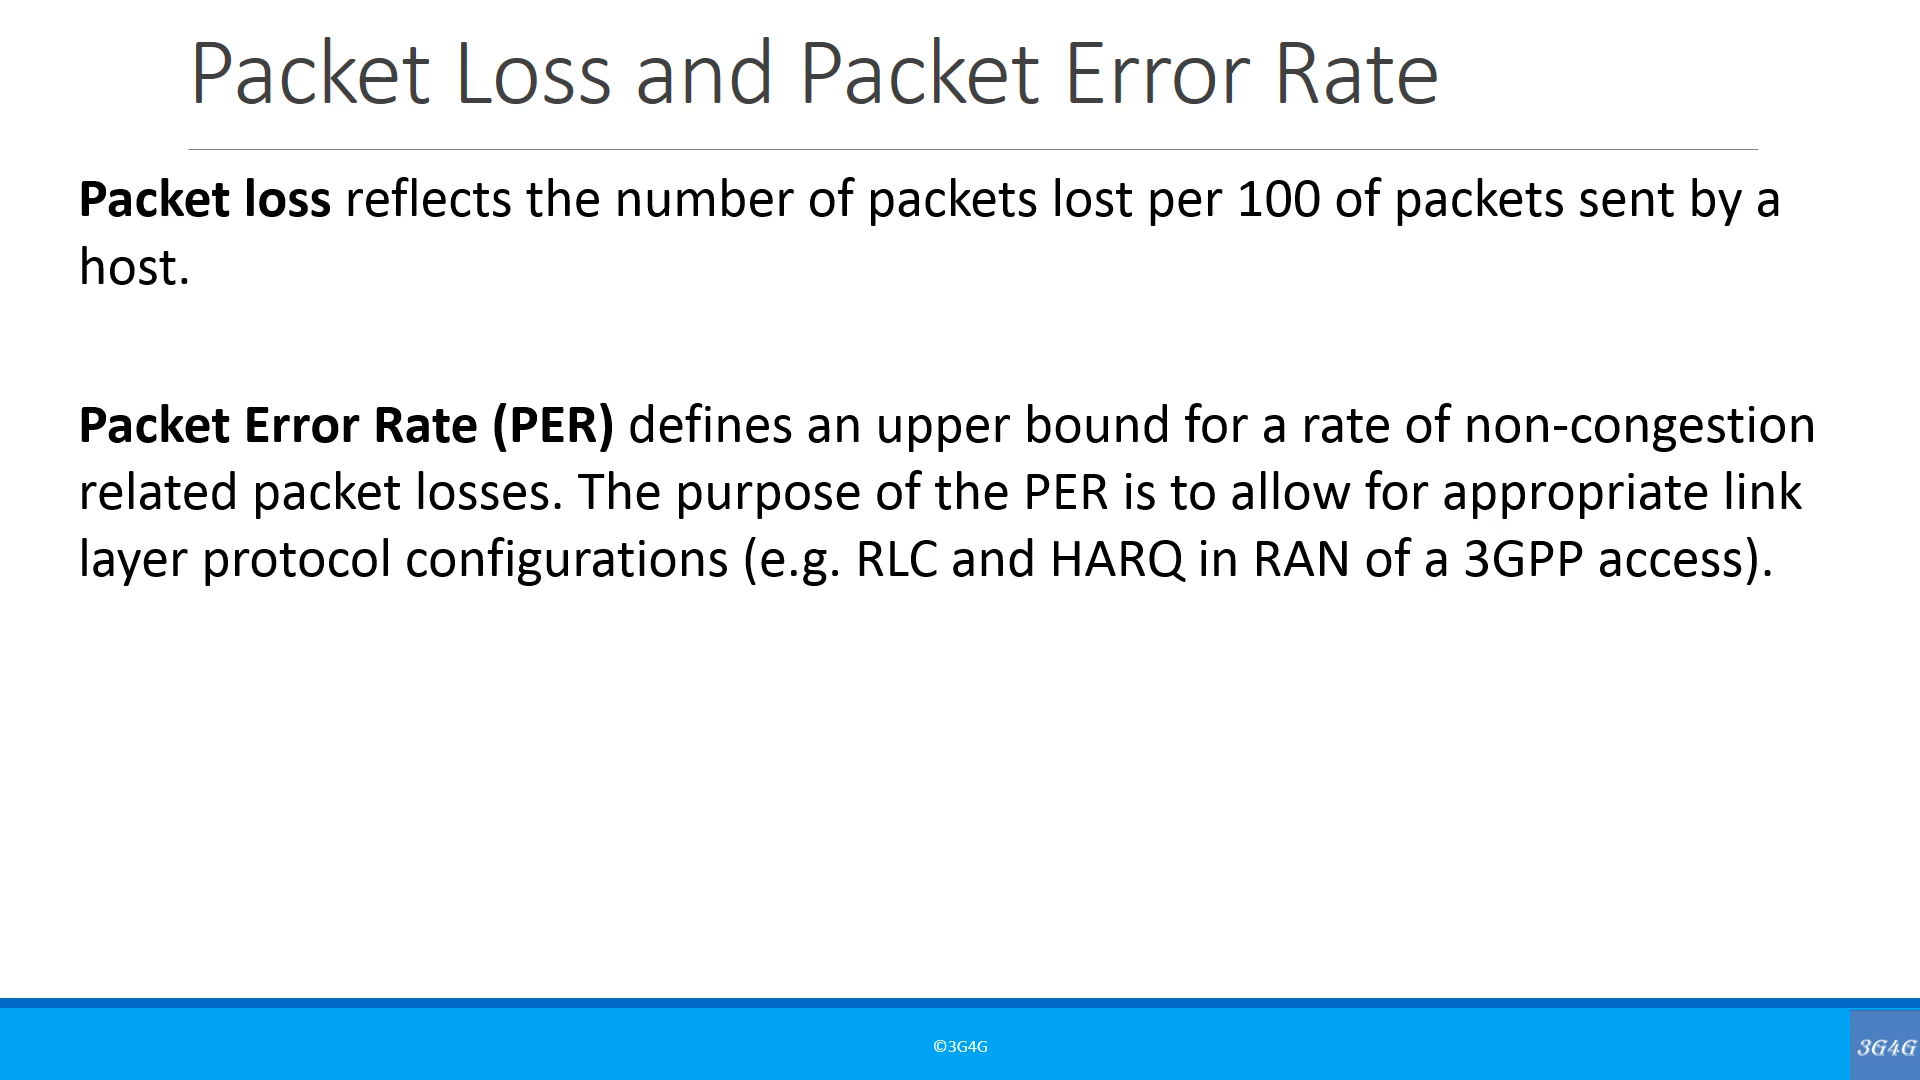 Packet Loss and Packet Error Rate
Packet loss reflects the number of packets lost per 100 of packets sent by a
host.
Packet Error Rate (PER) defines an upper bound for a rate of non-congestion
related packet losses. The purpose of the PER is to allow for appropriate link
layer protocol configurations (e.g. RLC and HARQ in RAN of a 3GPP access).
©3G4G
3G4G